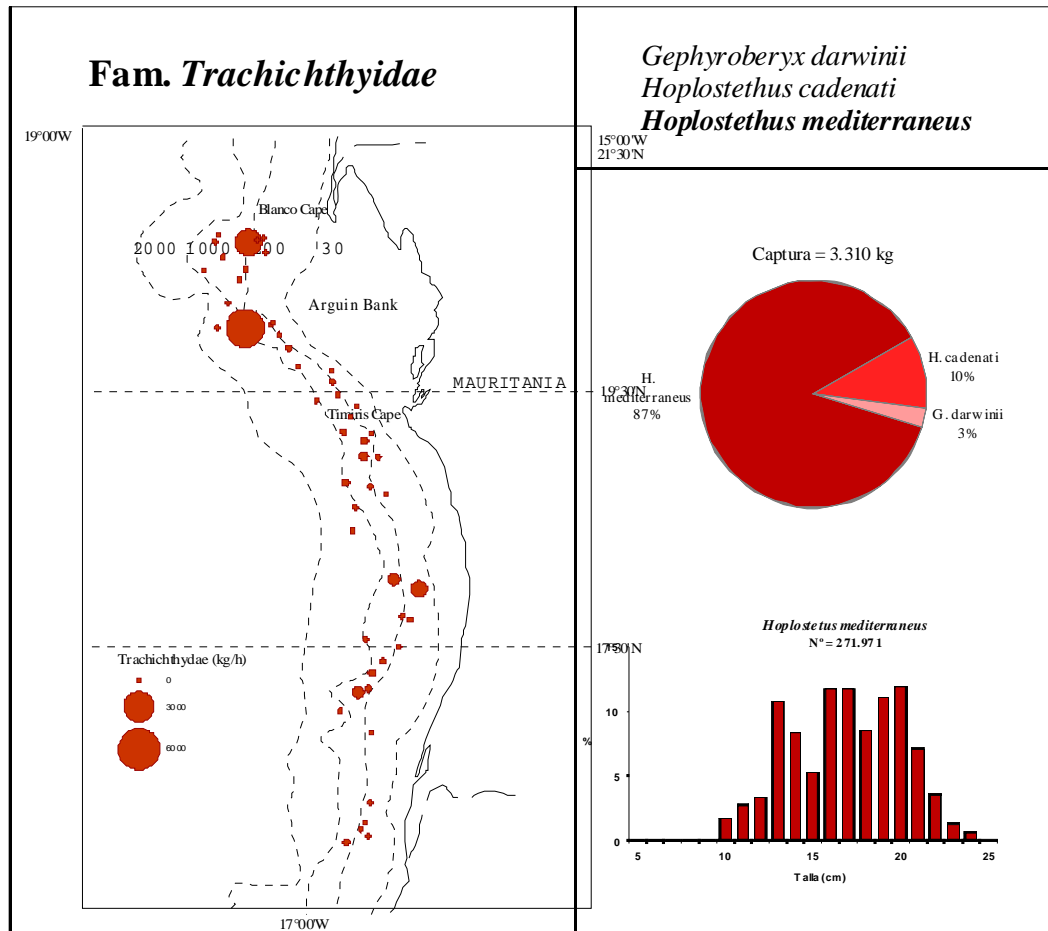 Fam. Trachichthyidae
Gephyroberyx darwinii
Hoplostethus cadenati
Hoplostethus mediterraneus
19°00'W
15°00'W
21°30'N
Blanco Cape
2000 1000 200 30
Arguin Bank
MAURITANIA
19°30'N
Timiris Cape
17°30'N
Trachichthydae (kg/h)
0
3000
6000
17°00'W
Captura = 3.310 kg
H. cadenati
10%
H.
mediterraneus
87%
G. darwinii
3%
Hoplostetus mediterraneus
Nº = 271.971
15
10
%
5
0
5 10 15 20 25
Talla (cm)